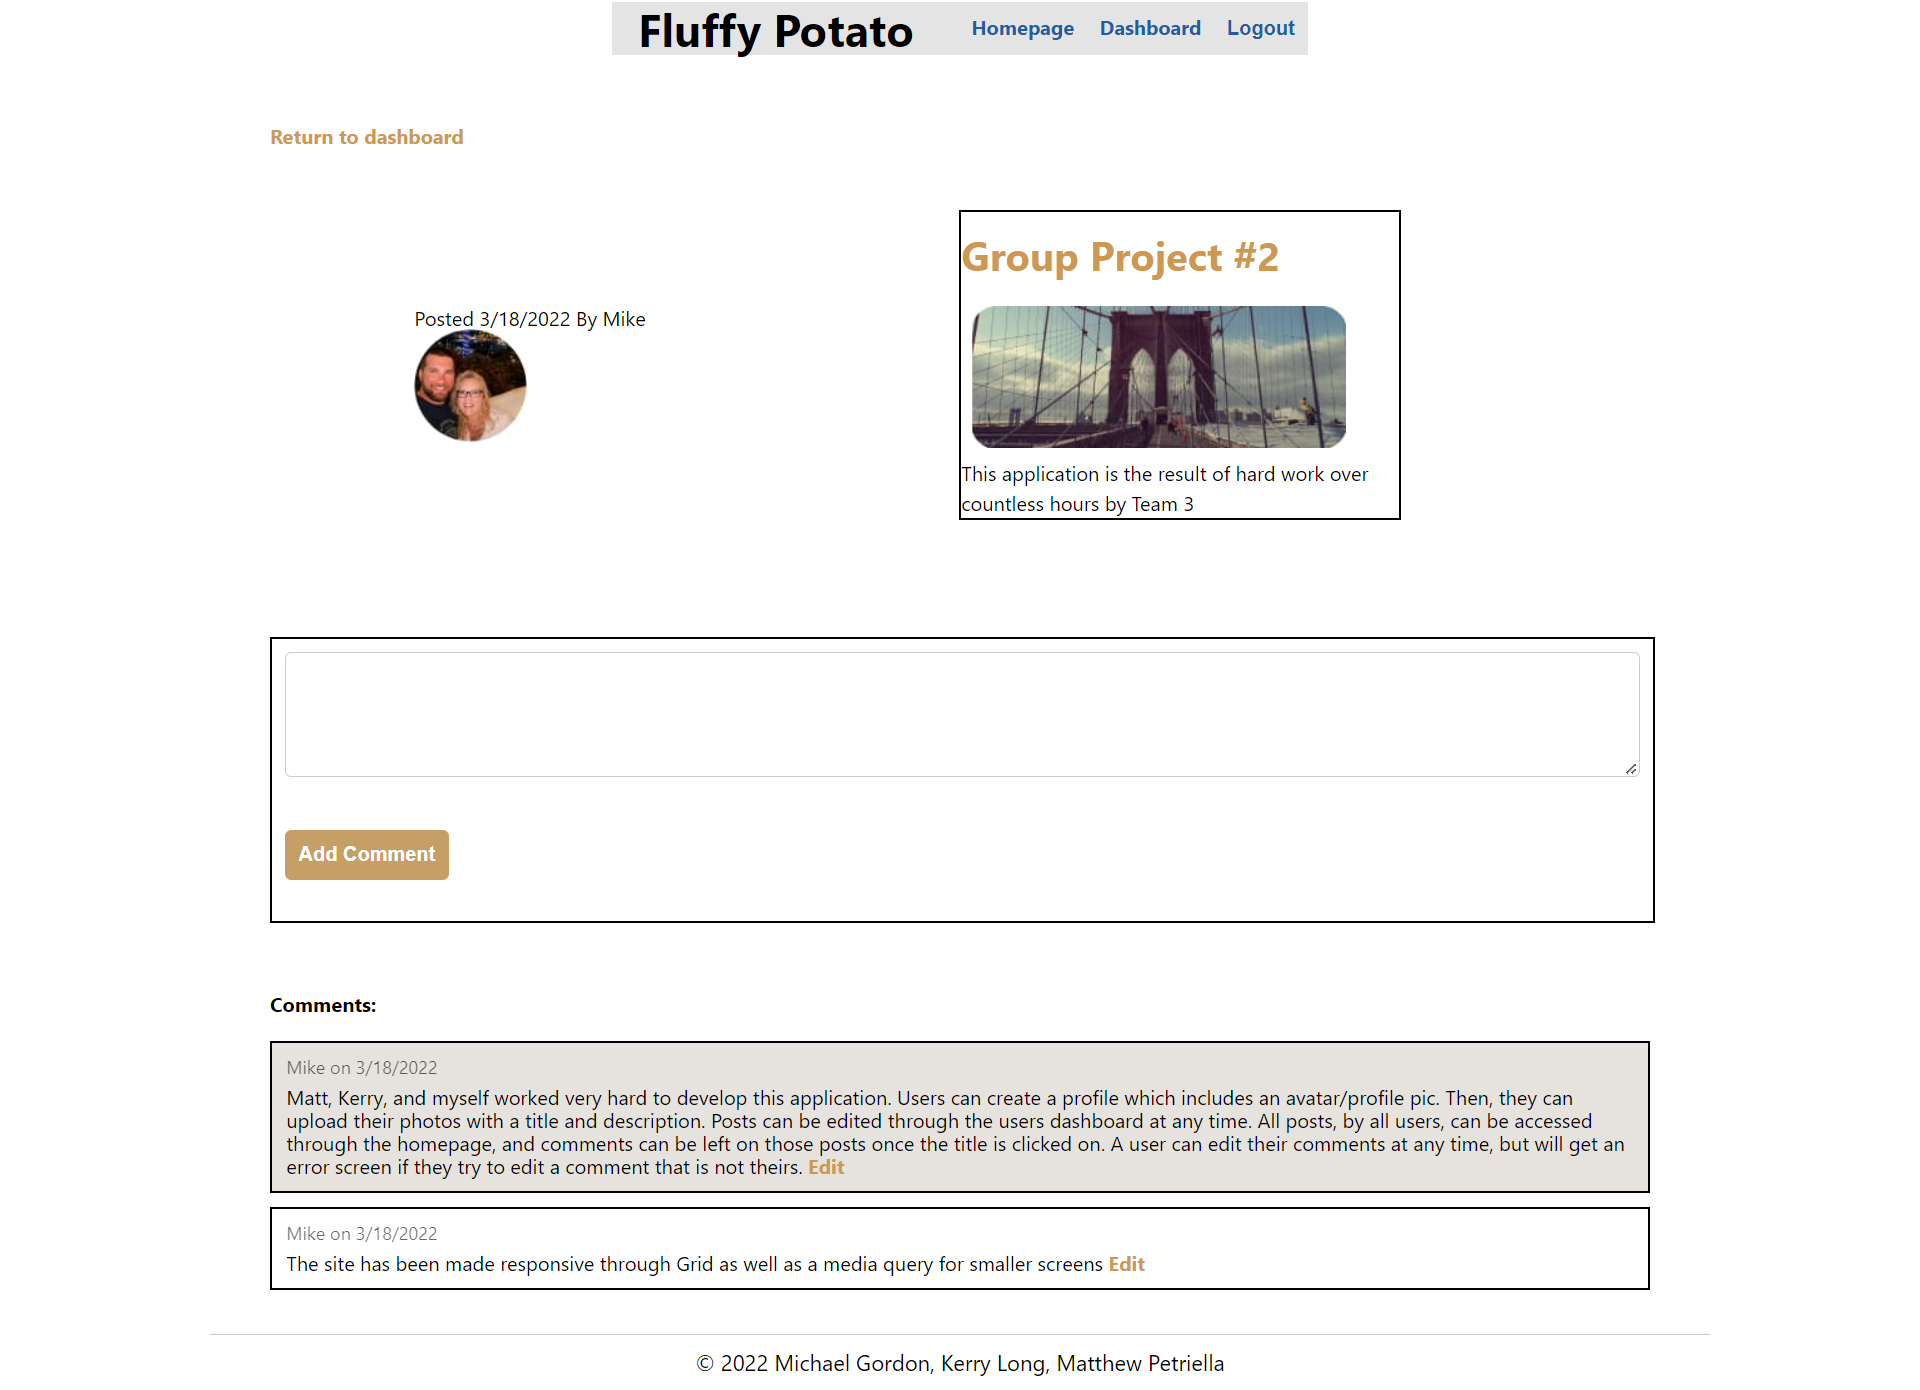 Fluffy Potato
Homepage Dashboard Logout
Return to dashboard
Posted 3/18/2022 By Mike
Group Project #2
This application is the result of hard work over
countless hours by Team 3
Add Comment
Comments:
Mike on 3/18/2022
Matt, Kerry, and myself worked very hard to develop this application. Users can create a profile which includes an avatar/profile pic. Then, they can
upload their photos with a title and description. Posts can be edited through the users dashboard at any time. All posts, by all users, can be accessed
through the homepage, and comments can be left on those posts once the title is clicked on. A user can edit their comments at any time, but will get an
error screen if they try to edit a comment that is not theirs. Edit
Mike on 3/18/2022
The site has been made responsive through Grid as well as a media query for smaller screens Edit
© 2022 Michael Gordon, Kerry Long, Matthew Petriella